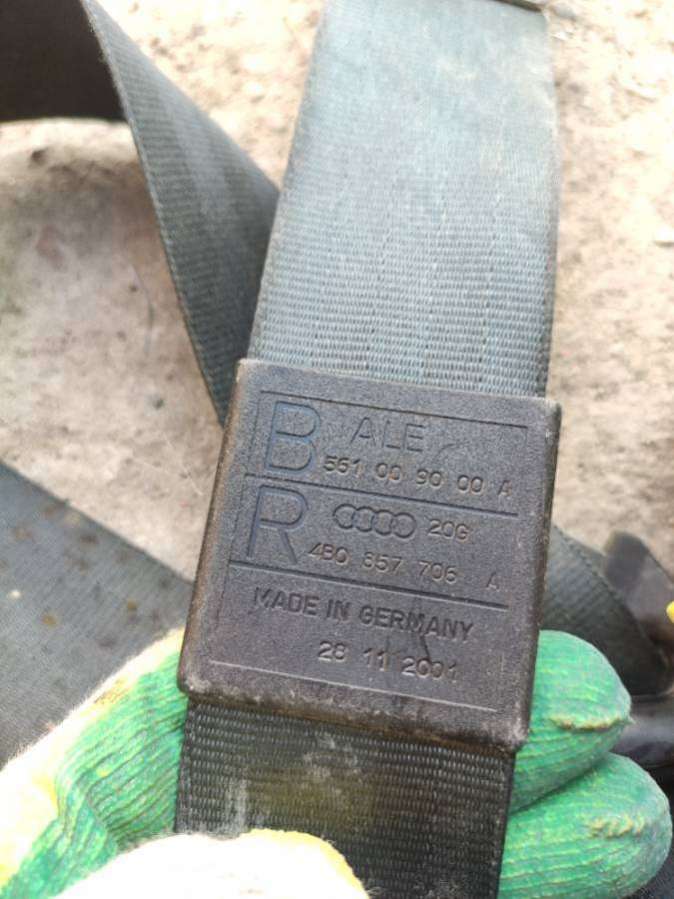 B ALE
561 00 90 00 A
R 20G
4B0 857 706 A
MADE IN GERMANY
28 11 2001